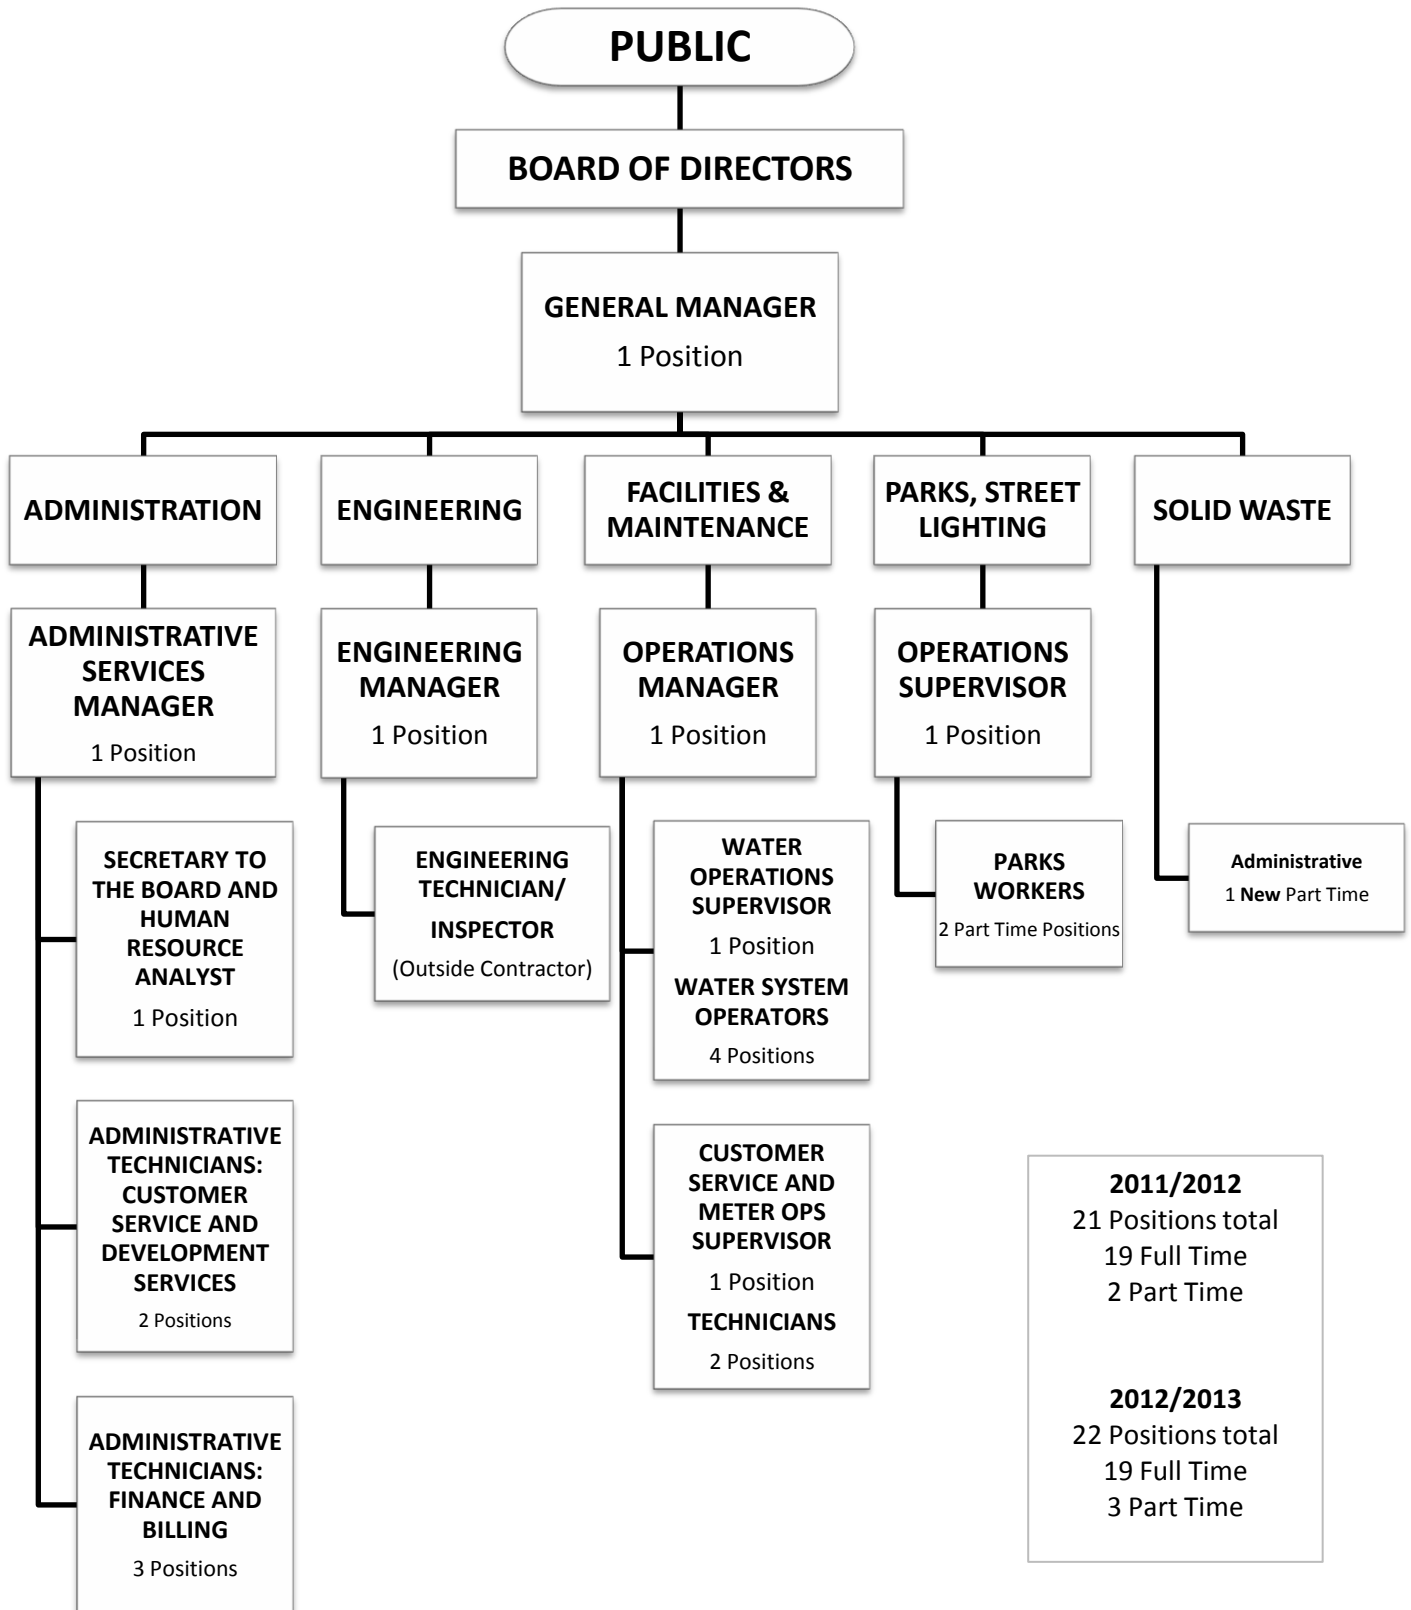 PUBLIC
BOARD OF DIRECTORS
GENERAL MANAGER
1 Position
ADMINISTRATION
ENGINEERING
FACILITIES &
MAINTENANCE
PARKS, STREET
LIGHTING
SOLID WASTE
ADMINISTRATIVE
SERVICES
MANAGER
1 Position
ENGINEERING
MANAGER
1 Position
OPERATIONS
MANAGER
1 Position
OPERATIONS
SUPERVISOR
1 Position
SECRETARY TO
THE BOARD AND
HUMAN
RESOURCE
ANALYST
1 Position
ENGINEERING
TECHNICIAN/
INSPECTOR
(Outside Contractor)
WATER
OPERATIONS
SUPERVISOR
1 Position
WATER SYSTEM
OPERATORS
4 Positions
PARKS
WORKERS
2 Part Time Positions
Administrative
1 New Part Time
ADMINISTRATIVE
TECHNICIANS:
CUSTOMER
SERVICE AND
DEVELOPMENT
SERVICES
2 Positions
CUSTOMER
SERVICE AND
METER OPS
SUPERVISOR
1 Position
TECHNICIANS
2 Positions
ADMINISTRATIVE
TECHNICIANS:
FINANCE AND
BILLING
3 Positions
2011/2012
21 Positions total
19 Full Time
2 Part Time
2012/2013
22 Positions total
19 Full Time
3 Part Time